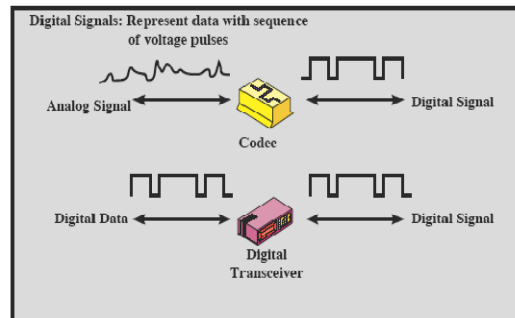 Digital Signals: Represent data with sequence
of voltage pulses
Analog Signal
Digital Signal
Codec
Digital Data
Digital Signal
Digital
Transceiver